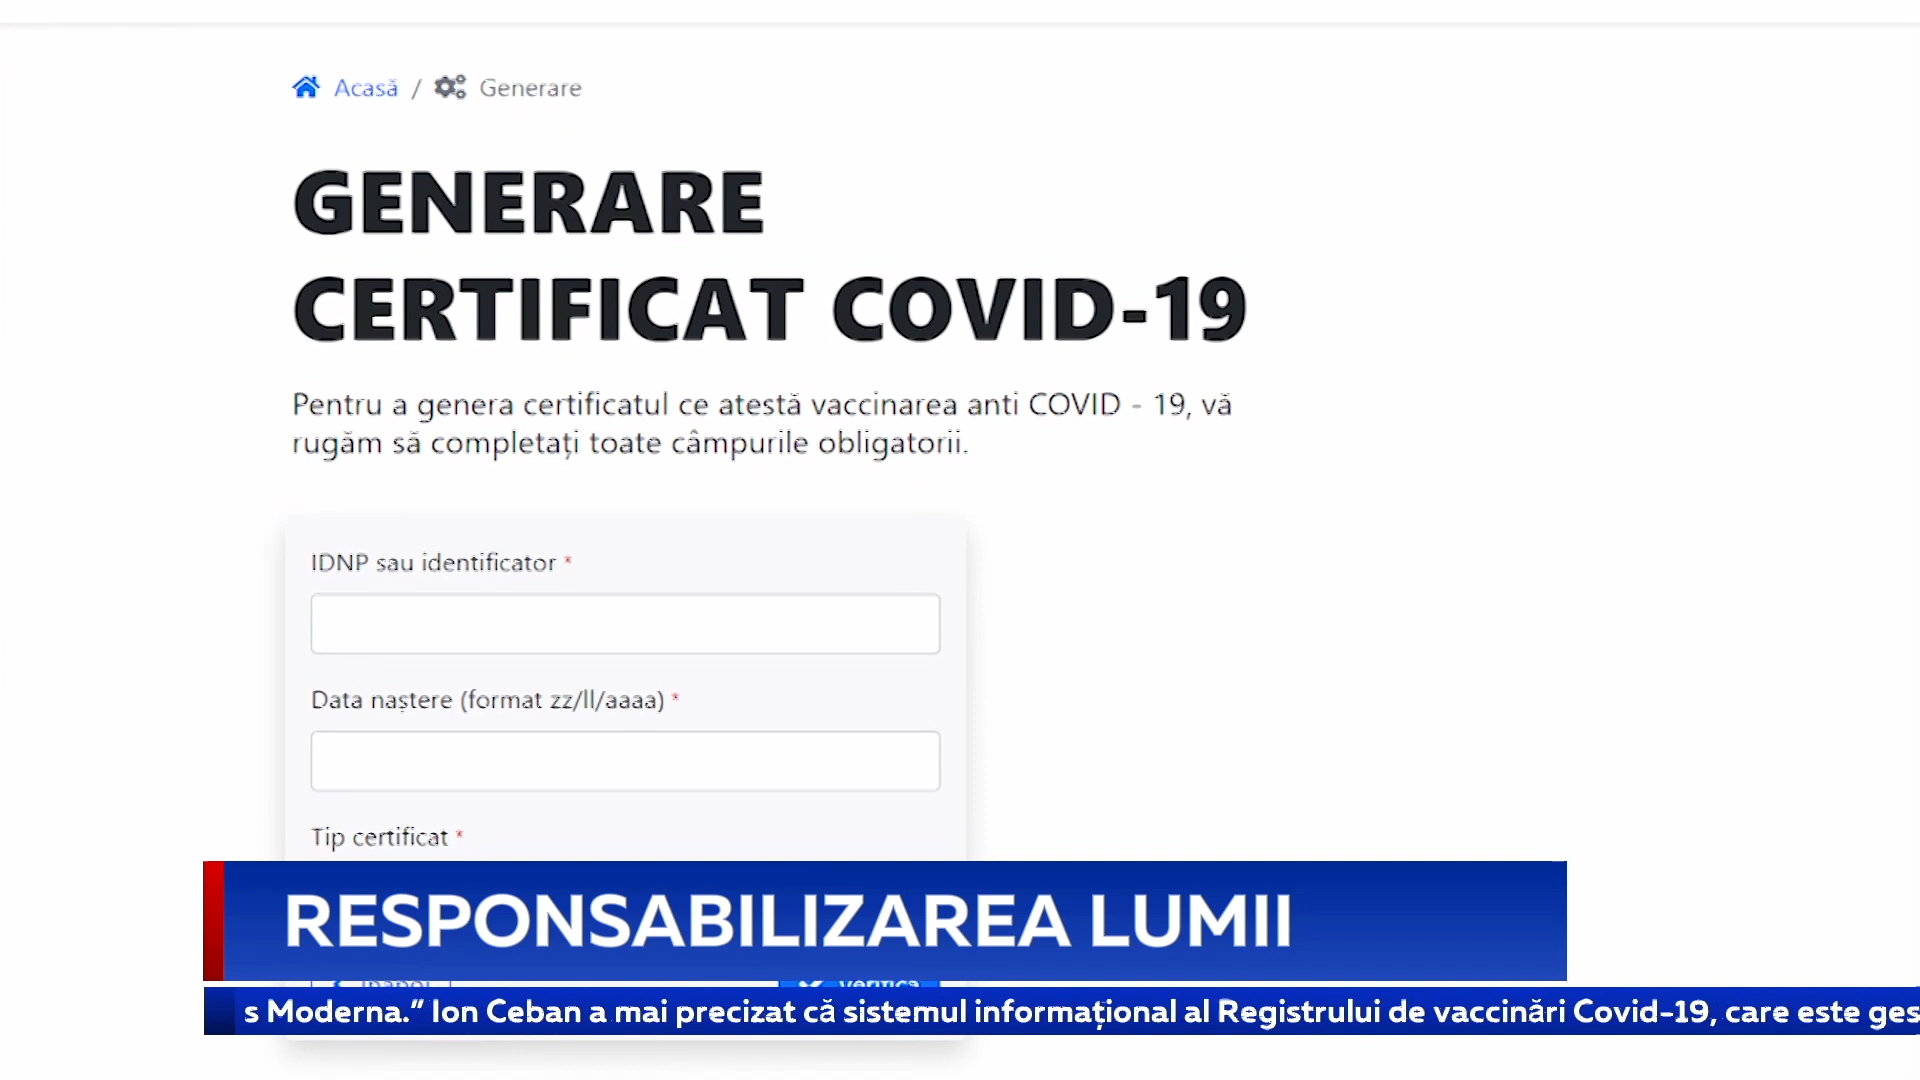 Acasă / Generare
GENERARE
CERTIFICAT COVID-19
Pentru a genera certificatul ce atestă vaccinarea anti COVID - 19, vă
rugăm să completați toate câmpurile obligatorii.
IDNP sau identificator *
Data naștere (format zz/ll/aaaa) *
Tip certificat *
RESPONSABILIZAREA LUMII
s Moderna.” Ion Ceban a mai precizat că sistemul informațional al Registrului de vaccinări Covid-19, care este ges